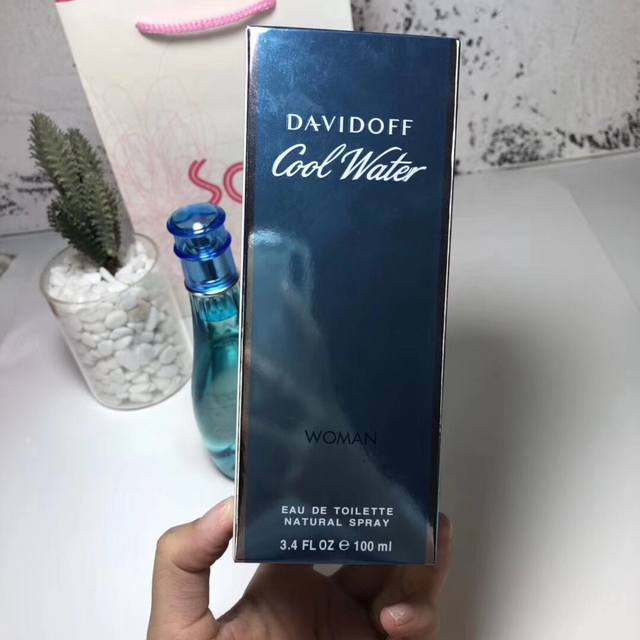 DAVIDOFF
Cool Water
WOMAN
EAU DE TOILETTE
NATURAL SPRAY
3.4 FL OZ ℮ 100 ml